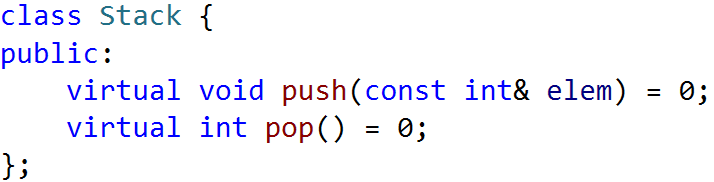 class Stack {
public:
    virtual void push(const int& elem) = 0;
    virtual int pop() = 0;
};